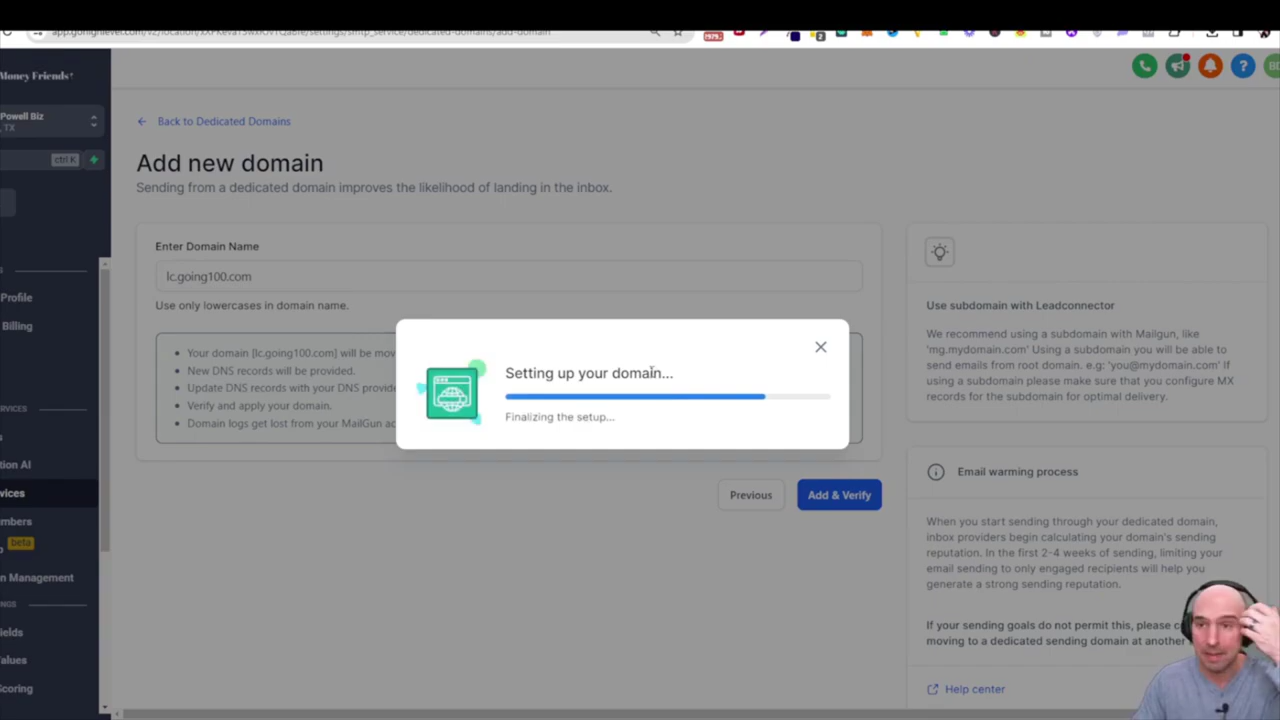 Money Friends
Powell Biz
, TX
ctrl K
Back to Dedicated Domains
Add new domain
Sending from a dedicated domain improves the likelihood of landing in the inbox.
Enter Domain Name
lc.going100.com
Use only lowercases in domain name.
Your domain [lc.going100.com] will be mov
New DNS records will be provided.
Update DNS records with your DNS provide
Verify and apply your domain.
Domain logs get lost from your MailGun ac
Setting up your domain...
Finalizing the setup...
Previous
Add & Verify
Use subdomain with Leadconnector
We recommend using a subdomain with Mailgun, like
'mg.mydomain.com' Using a subdomain you will be able to
send emails from root domain. e.g: 'you@mydomain.com' If
using a subdomain please make sure that you configure MX
records for the subdomain for optimal delivery.
Email warming process
When you start sending through your dedicated domain,
inbox providers begin calculating your domain's sending
reputation. In the first 2-4 weeks of sending, limiting your
email sending to only engaged recipients will help you
generate a strong sending reputation.
If your sending goals do not permit this, please c
moving to a dedicated sending domain at another
Help center
Profile
Billing
ERVICES
tion AI
vices
mbers
beta
n Management
NGS
ields
alues
Scoring